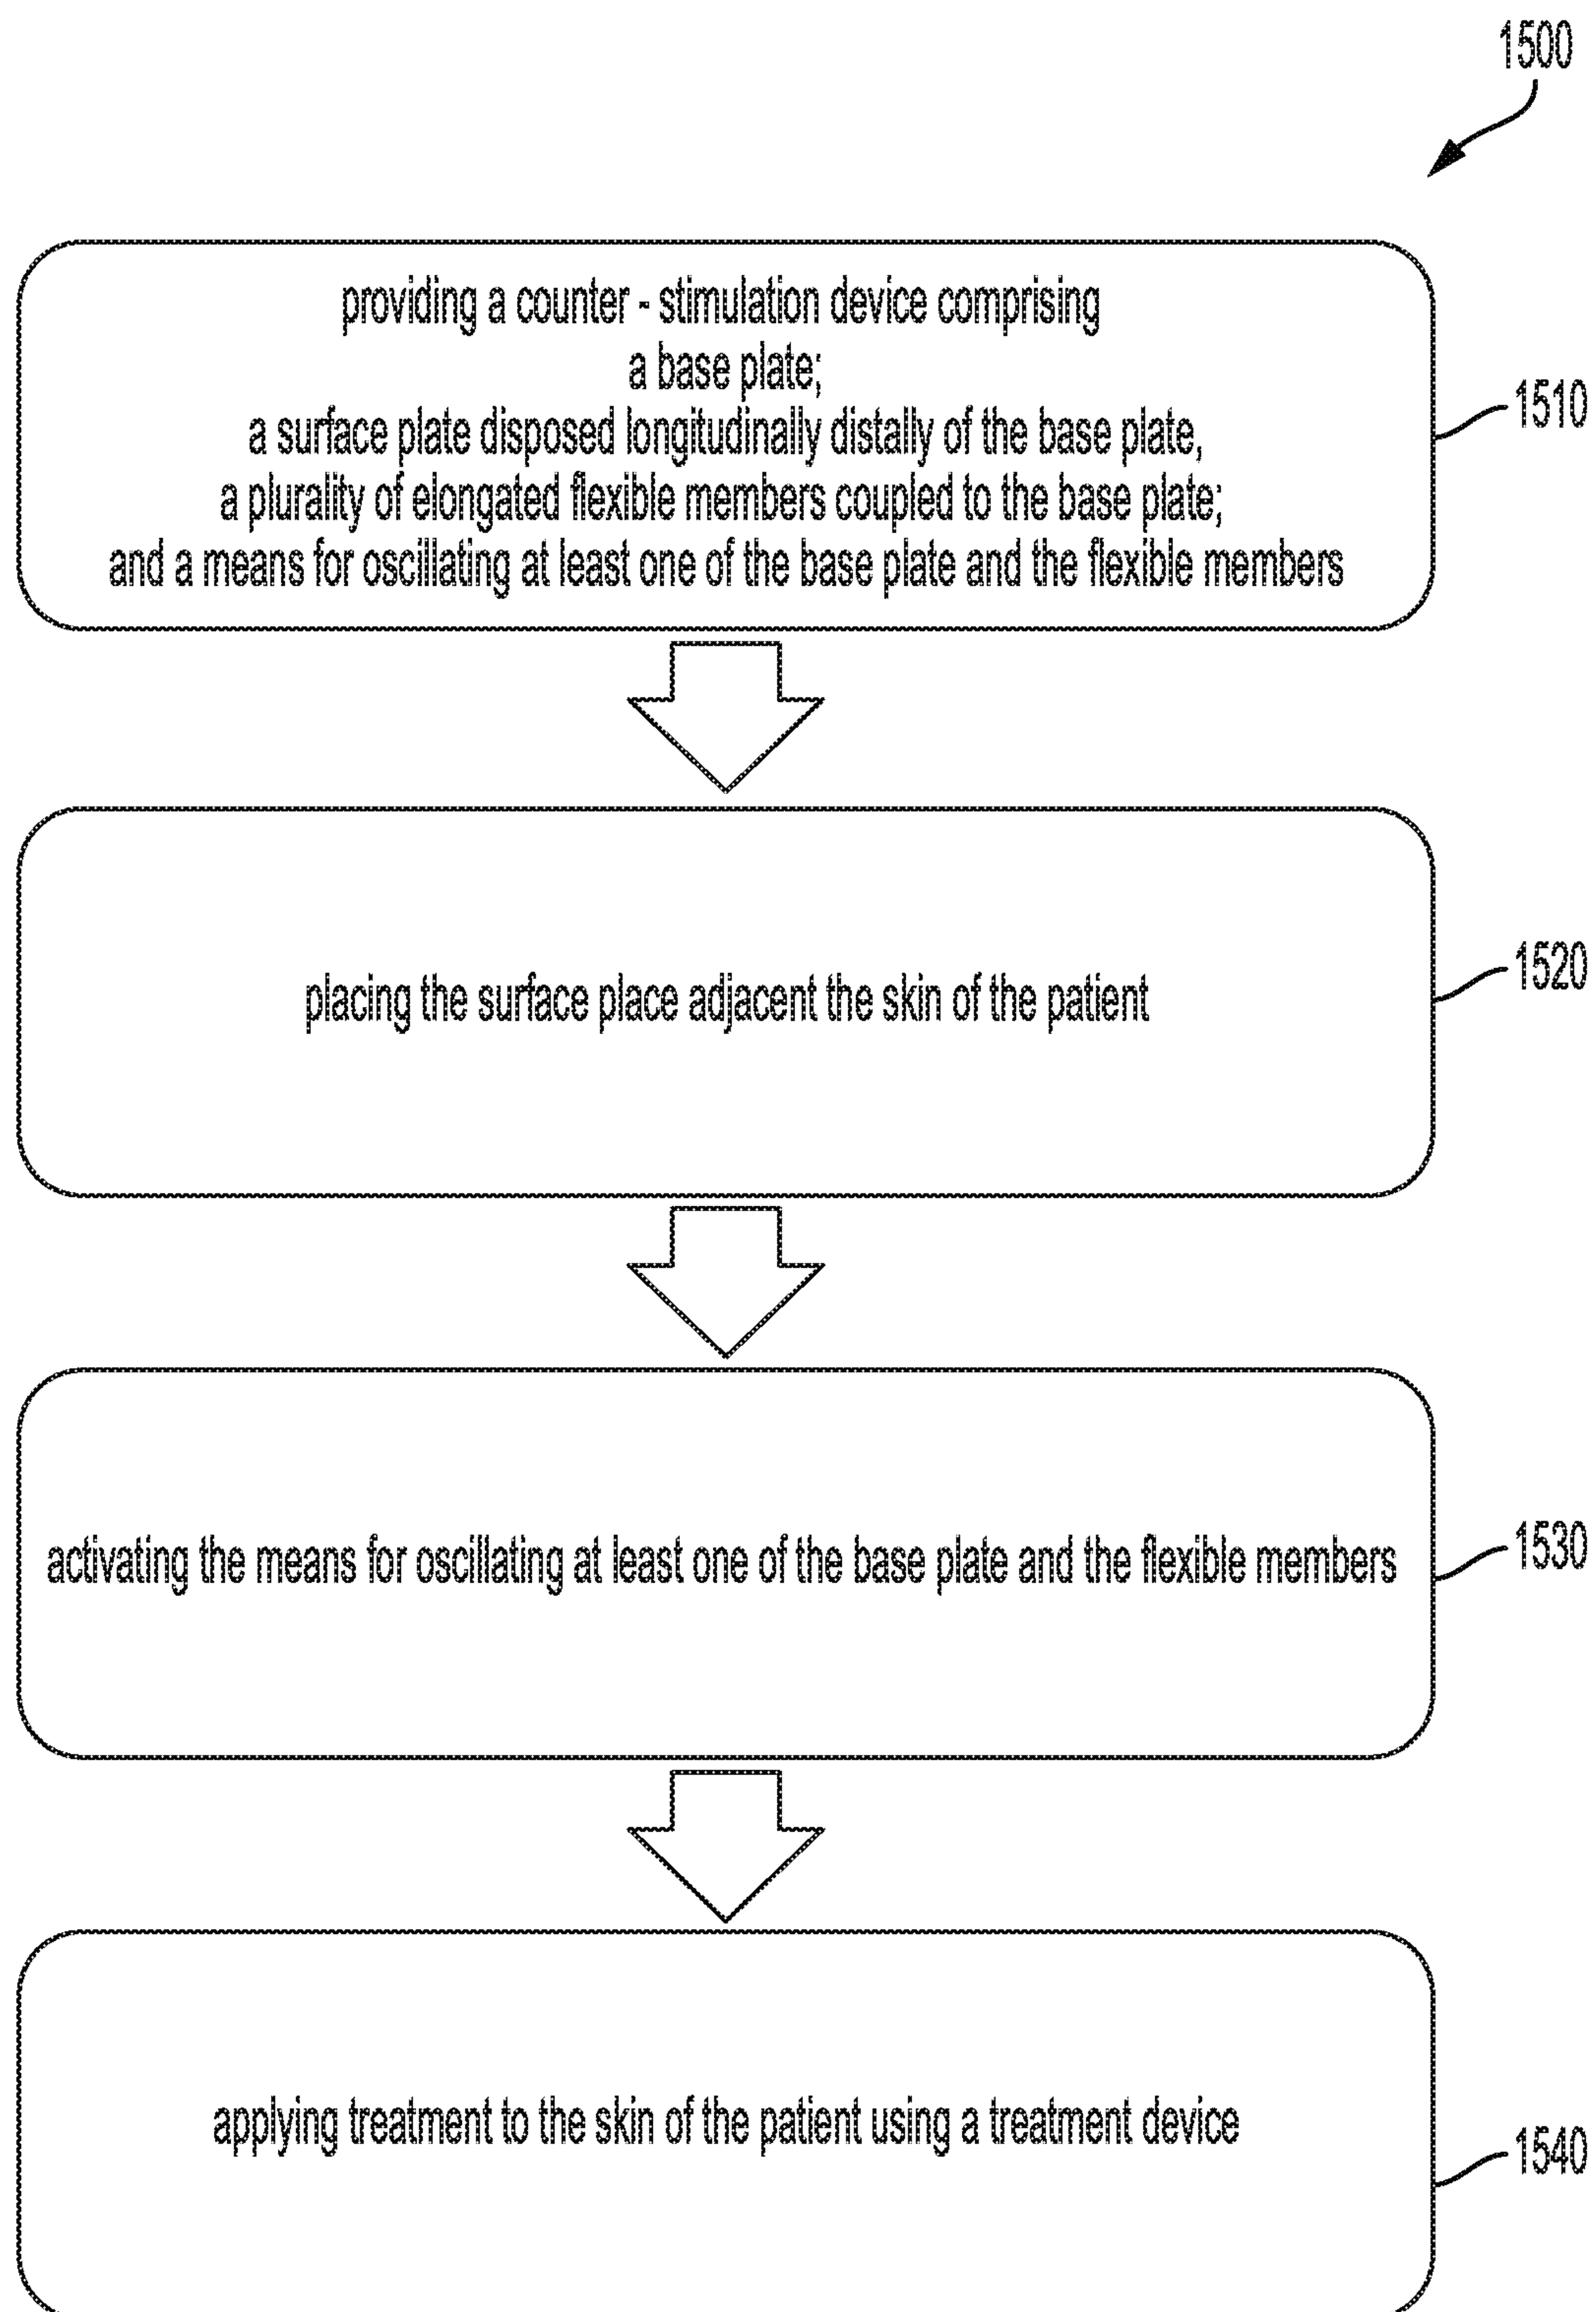 1500
providing a counter - stimulation device comprising
a base plate;
a surface plate disposed longitudinally distally of the base plate,
a plurality of elongated flexible members coupled to the base plate;
and a means for oscillating at least one of the base plate and the flexible members
1510
placing the surface place adjacent the skin of the patient
1520
activating the means for oscillating at least one of the base plate and the flexible members
1530
applying treatment to the skin of the patient using a treatment device
1540